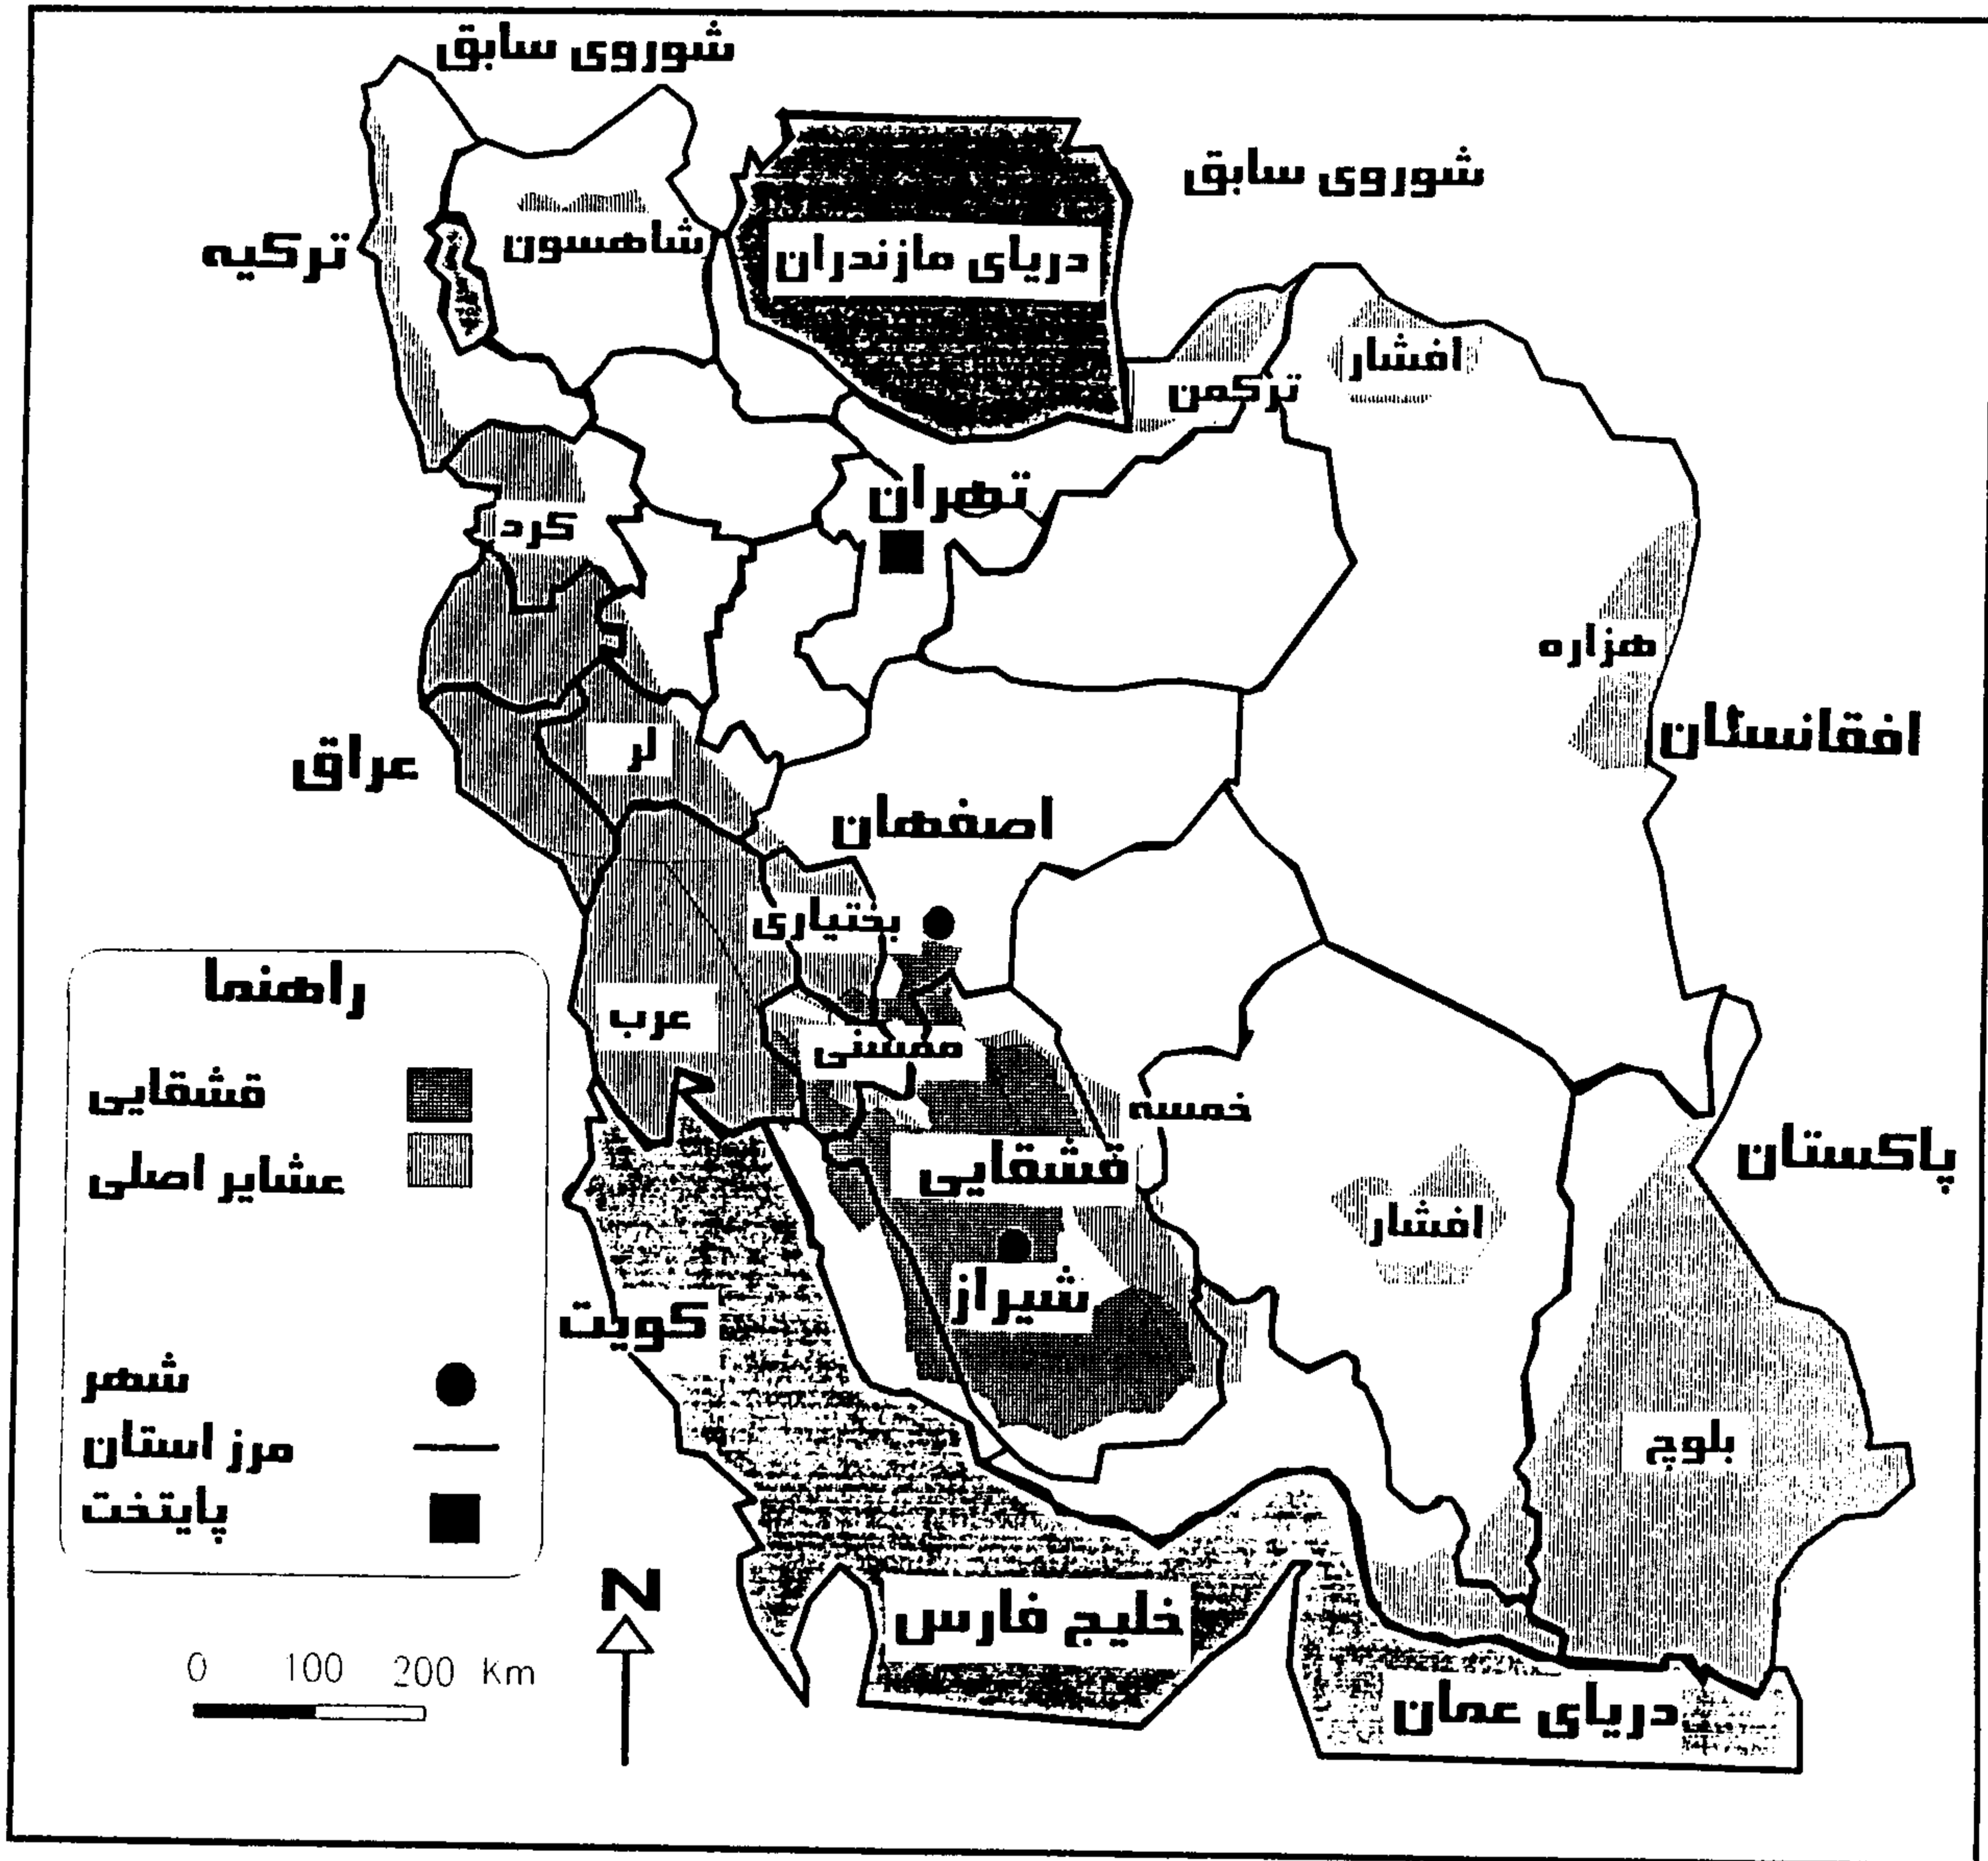 شوروی سابق
شوروی سابق
ترکیه
شاهسون
دریای مازندران
افشار
ترکمن
تهران
کرد
هزاره
افقانستان
لر
عراق
اصفهان
بختیاری
عرب
ممسنی
خمسه
قشقایی
پاکستان
افشار
شیراز
کویت
بلوچ
خلیج فارس
دریای عمان
راهنما
قشقایی
عشایر اصلی
شهر
مرز استان
پایتخت
N
0 100 200 Km